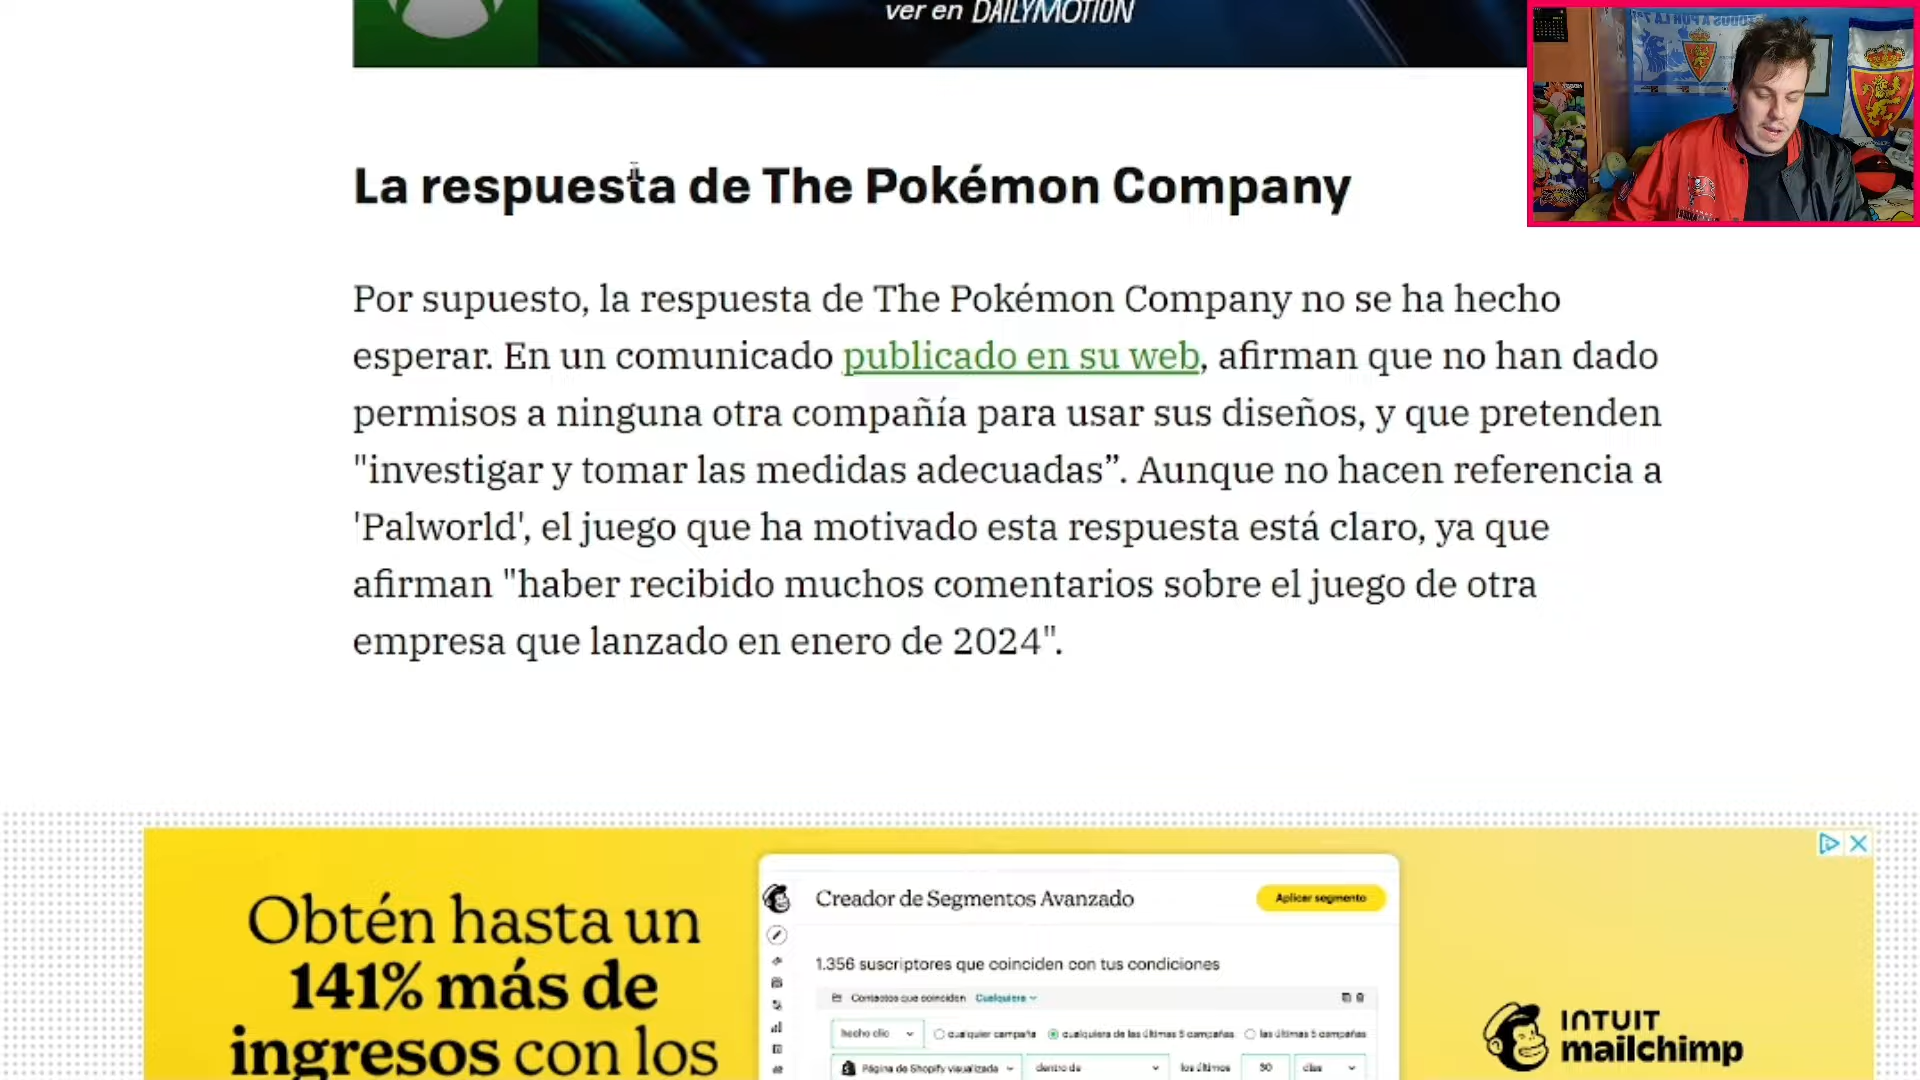 ver en DAILYMOTION
La respuesta de The Pokémon Company
Por supuesto, la respuesta de The Pokémon Company no se ha hecho
esperar. En un comunicado publicado en su web, afirman que no han dado
permisos a ninguna otra compañía para usar sus diseños, y que pretenden
"investigar y tomar las medidas adecuadas”. Aunque no hacen referencia a
'Palworld', el juego que ha motivado esta respuesta está claro, ya que
afirman "haber recibido muchos comentarios sobre el juego de otra
empresa que lanzado en enero de 2024".
Obtén hasta un
141% más de
ingresos con los
Creador de Segmentos Avanzado
Aplicar segmento
1.356 suscriptores que coinciden con tus condiciones
Contactos que coinciden Cualquiera
hecho clic cualquier campaña cualquiera de las últimas 5 campañas las últimas 5 campañas
Página de Shopify visualizada dentro de los últimos 30 días
INTUIT
mailchimp